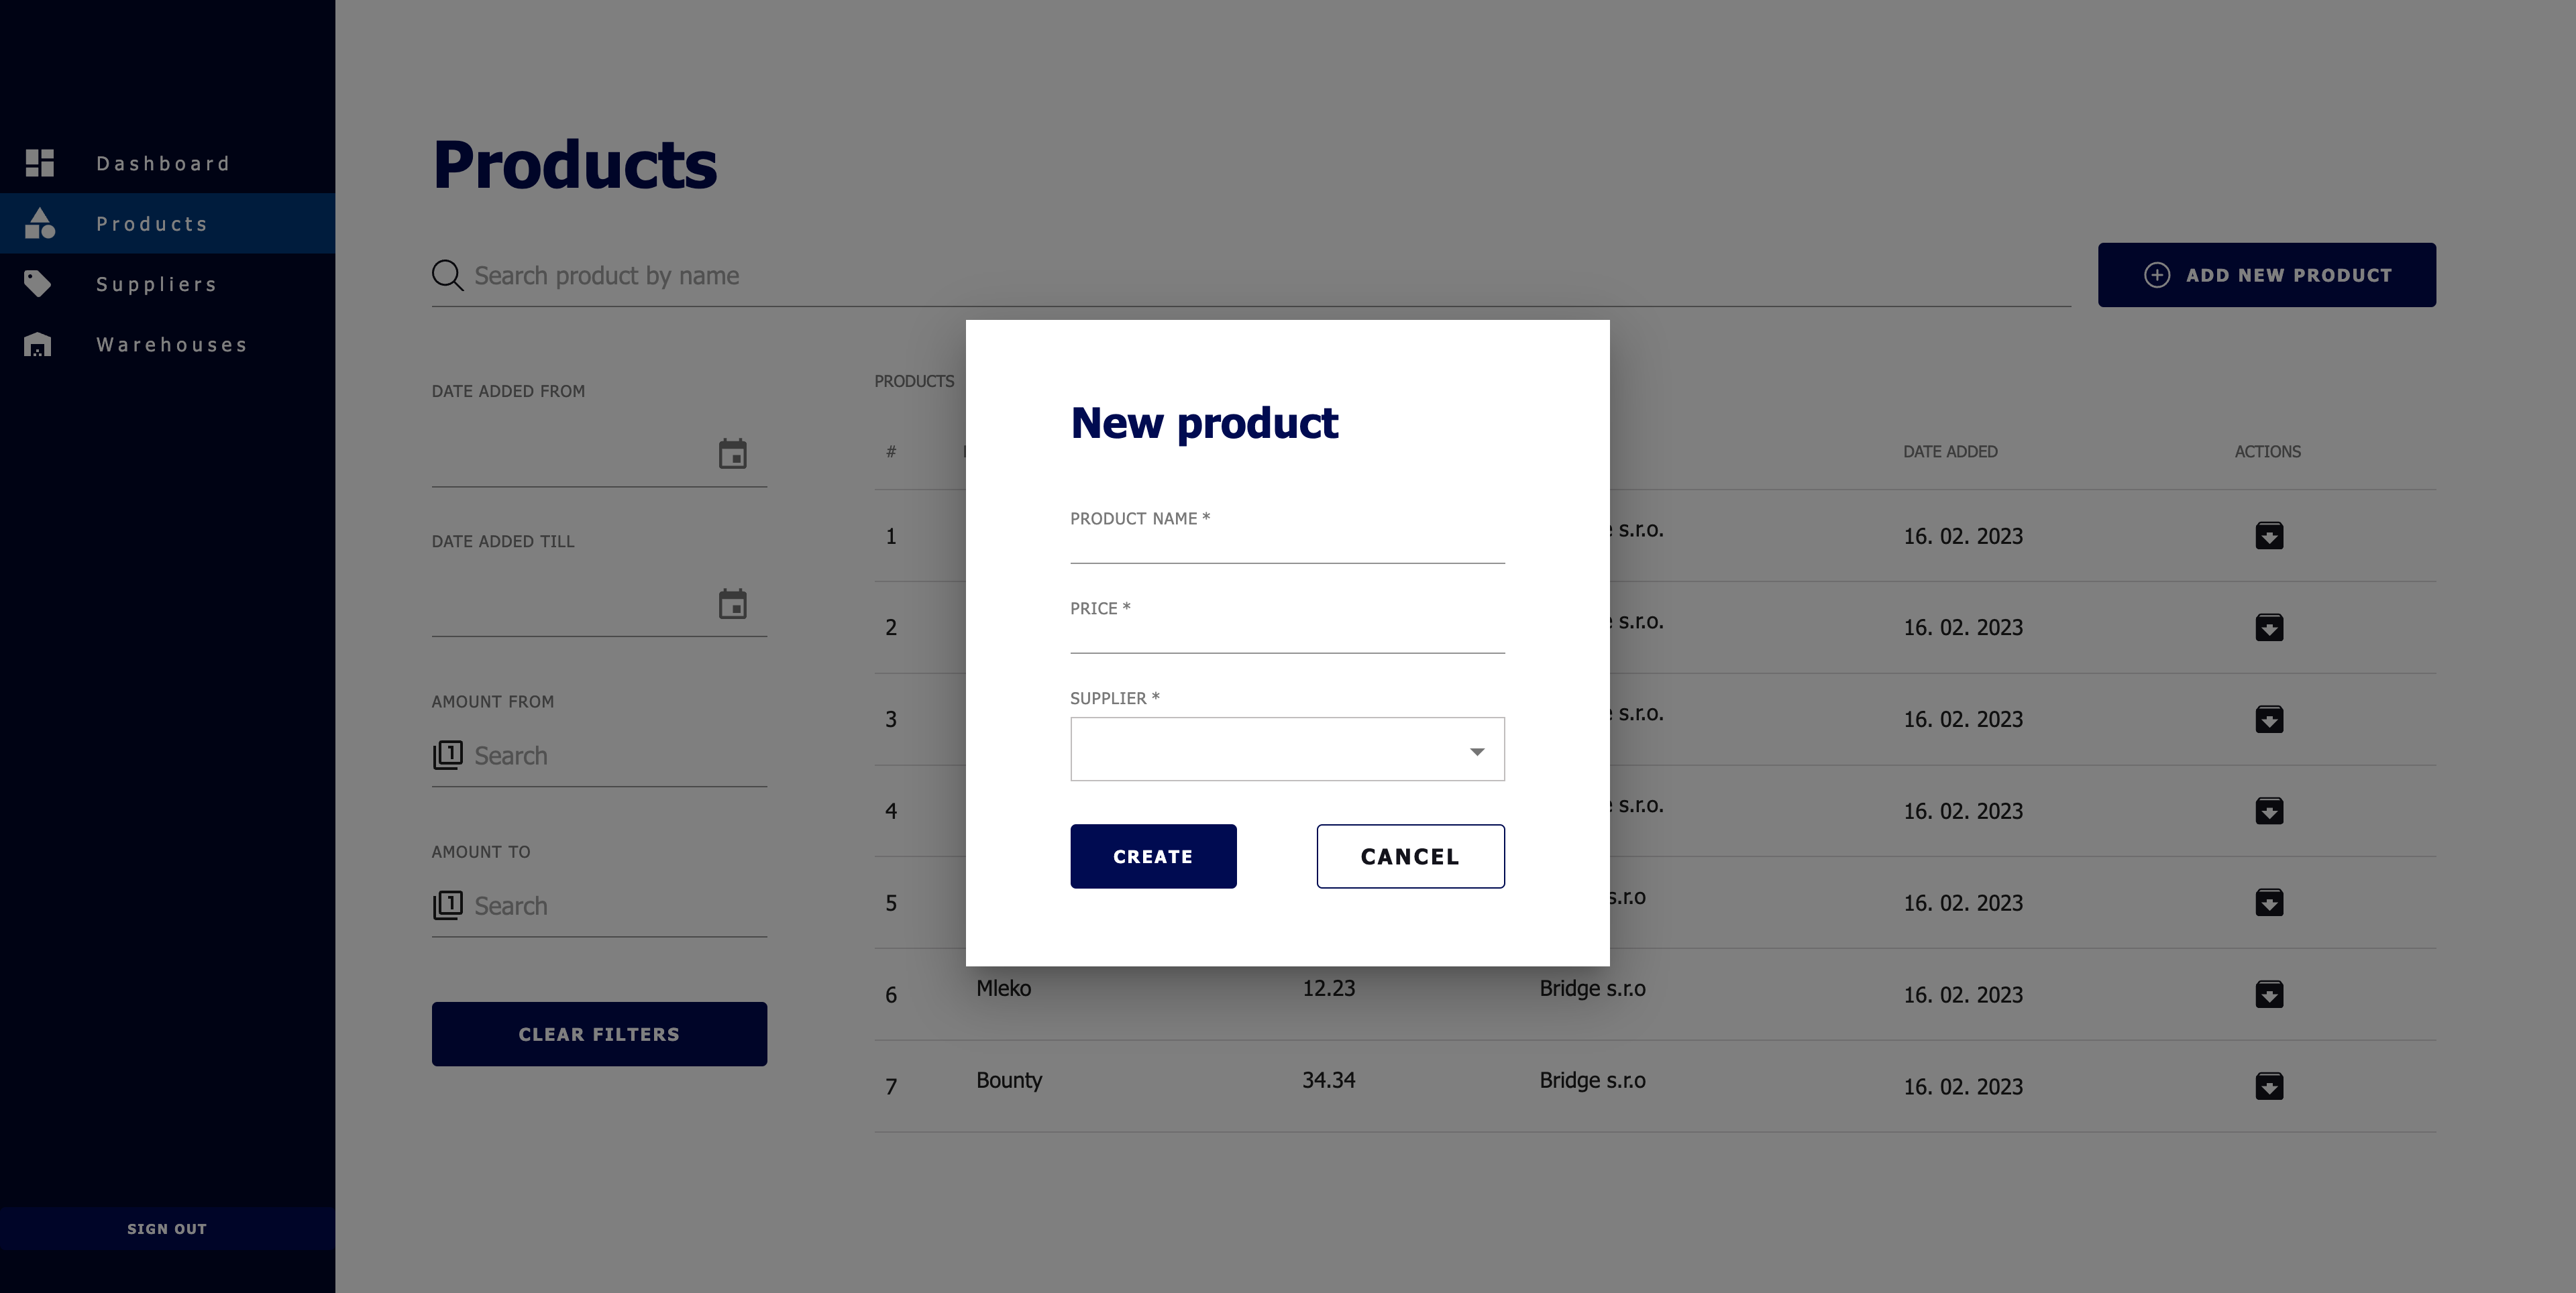 Dashboard
Products
Suppliers
Warehouses
SIGN OUT
Products
Search product by name
ADD NEW PRODUCT
DATE ADDED FROM
DATE ADDED TILL
AMOUNT FROM
Search
AMOUNT TO
Search
CLEAR FILTERS
PRODUCTS
# DATE ADDED ACTIONS
1 s.r.o. 16. 02. 2023
2 s.r.o. 16. 02. 2023
3 s.r.o. 16. 02. 2023
4 s.r.o. 16. 02. 2023
5 s.r.o 16. 02. 2023
6 Mleko 12.23 Bridge s.r.o 16. 02. 2023
7 Bounty 34.34 Bridge s.r.o 16. 02. 2023
New product
PRODUCT NAME *
PRICE *
SUPPLIER *
CREATE
CANCEL